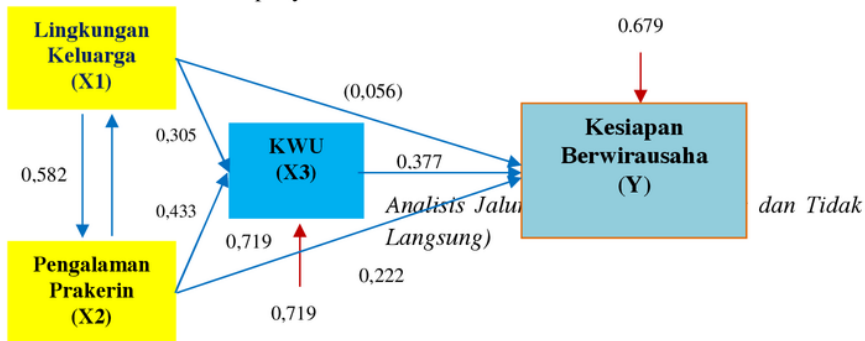 Lingkungan
Keluarga
(X1)
0.679
(0,056)
0,305
KWU
(X3)
0,377
Kesiapan
Berwirausaha
(Y)
0,582
0,433
Analisis Jalur
dan Tidak
Langsung)
0,719
0,222
Pengalaman
Prakerin
(X2)
0,719